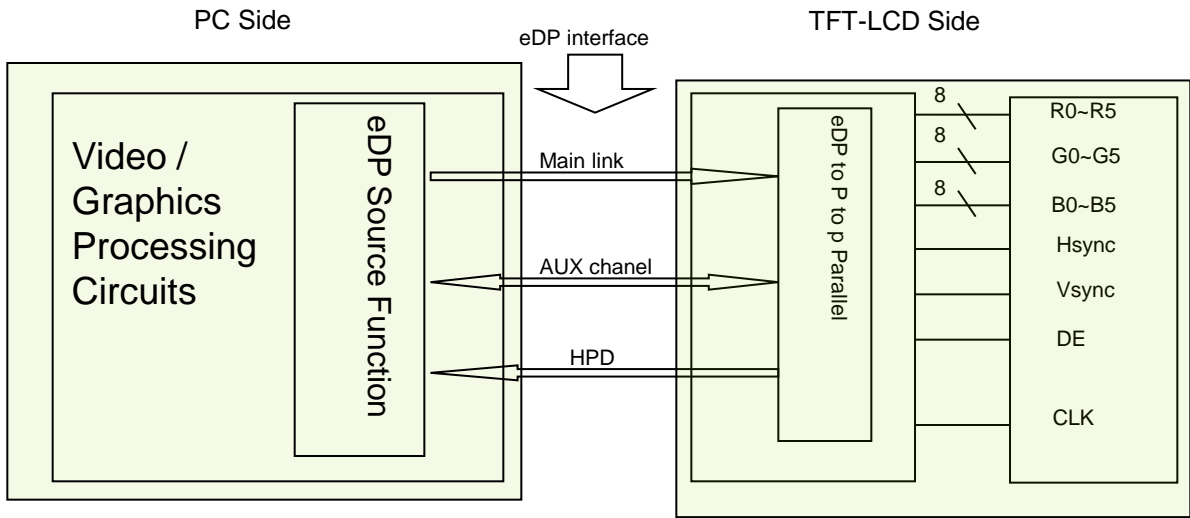 PC Side
TFT-LCD Side
eDP interface
Video /
Graphics
Processing
Circuits
eDP Source Function
Main link
AUX chanel
HPD
eDP to P to p Parallel
8
R0~R5
8
G0~G5
8
B0~B5
Hsync
Vsync
DE
CLK